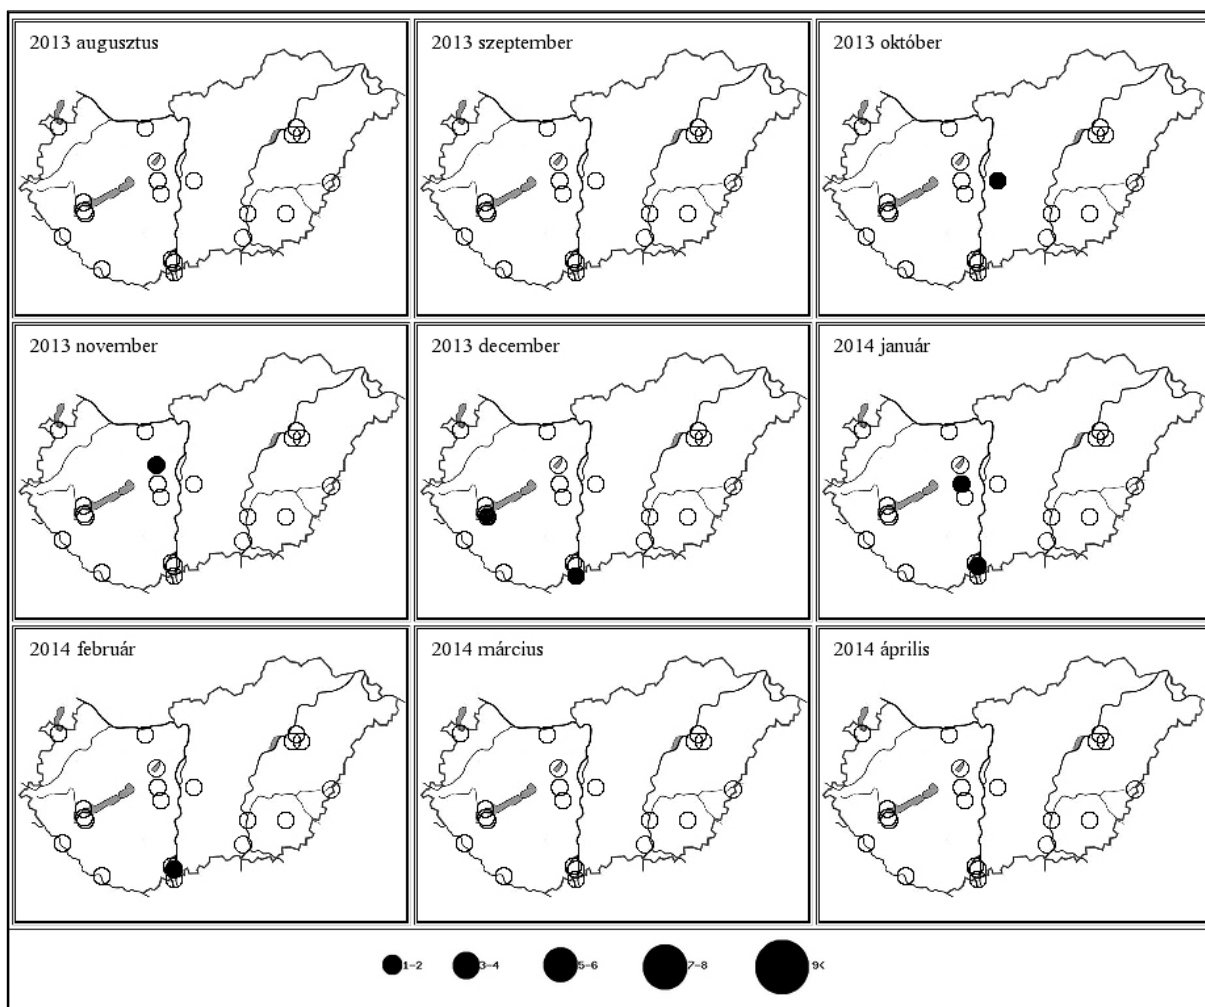 2013 augusztus
2013 szeptember
2013 október
2013 november
2013 december
2014 január
2014 február
2014 március
2014 április
1-2 3-4 5-6 7-8 9<